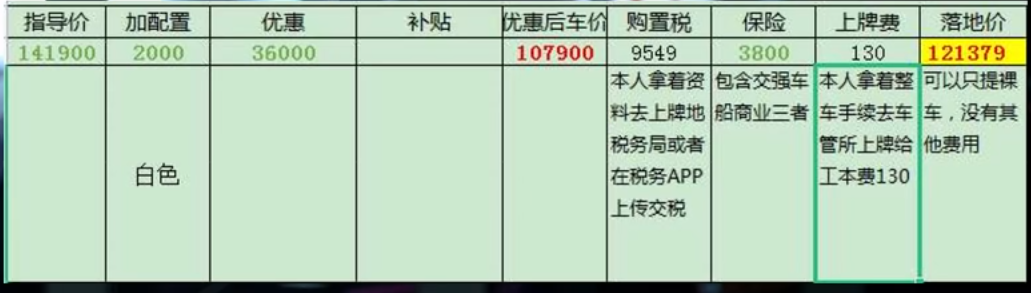 指导价 加配置 优惠 补贴 优惠后车价 购置税 保险 上牌费 落地价
141900 2000 36000 107900 9549 3800 130 121379
白色
本人拿着资
料去上牌地
税务局或者
在税务APP
上传交税
包含交强车
船商业三者
本人拿着整
车手续去车
管所上牌给
工本费130
可以只提裸
车，没有其
他费用